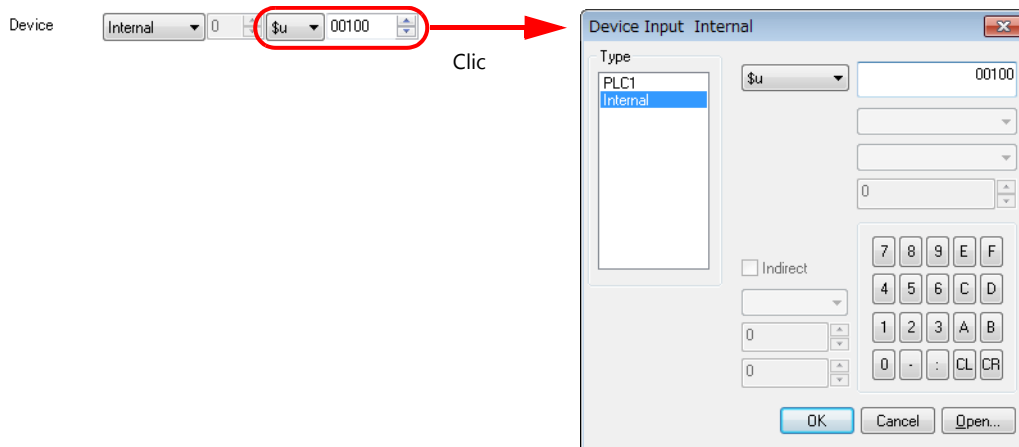 Device Internal 0 $u 00100
Clic
Device Input Internal
Type
PLC1
Internal
$u 00100
0
Indirect
0
0
7 8 9 E F
4 5 6 C D
1 2 3 A B
0 - : CL CR
OK Cancel Open...